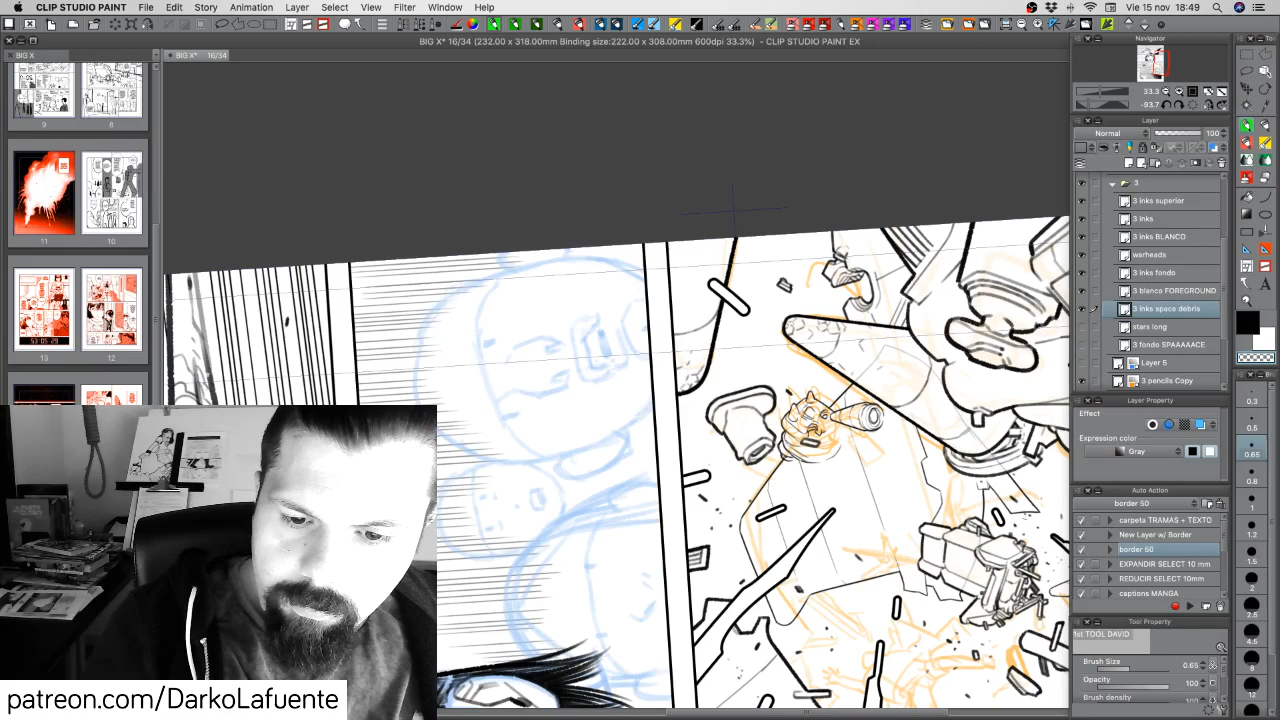 CLIP STUDIO PAINT
File
Edit
Story
Animation
Layer
Select
View
Filter
Window
Help
Vie 15 nov 18:49
BIG X* 16/34 (232.00 x 318.00mm Binding size:222.00 x 308.00mm 600dpi 33.3%) - CLIP STUDIO PAINT EX
BIG X
BIG X* 16/34
9
8
11
10
13
12
Navigator
33.3
-93.7
Layer
Normal
100
3
3 inks superior
3 inks
3 inks BLANCO
warheads
3 inks fondo
3 blanco FOREGROUND
3 inks space debris
stars long
3 fondo SPAAAAACE
Layer 5
3 pencils Copy
Layer Property
Effect
Expression color
Gray
Auto Action
border 50
carpeta TRAMAS + TEXTO
New Layer w/ Border
border 50
EXPANDIR SELECT 10 mm
REDUCIR SELECT 10mm
captions MANGA
Tool Property
1st TOOL DAVID
Brush Size
0.65
Opacity
100
Brush density
100
0.3
0.5
0.65
0.8
1
1.2
1.5
2
2.5
4.5
8
12
patreon.com/DarkoLafuente